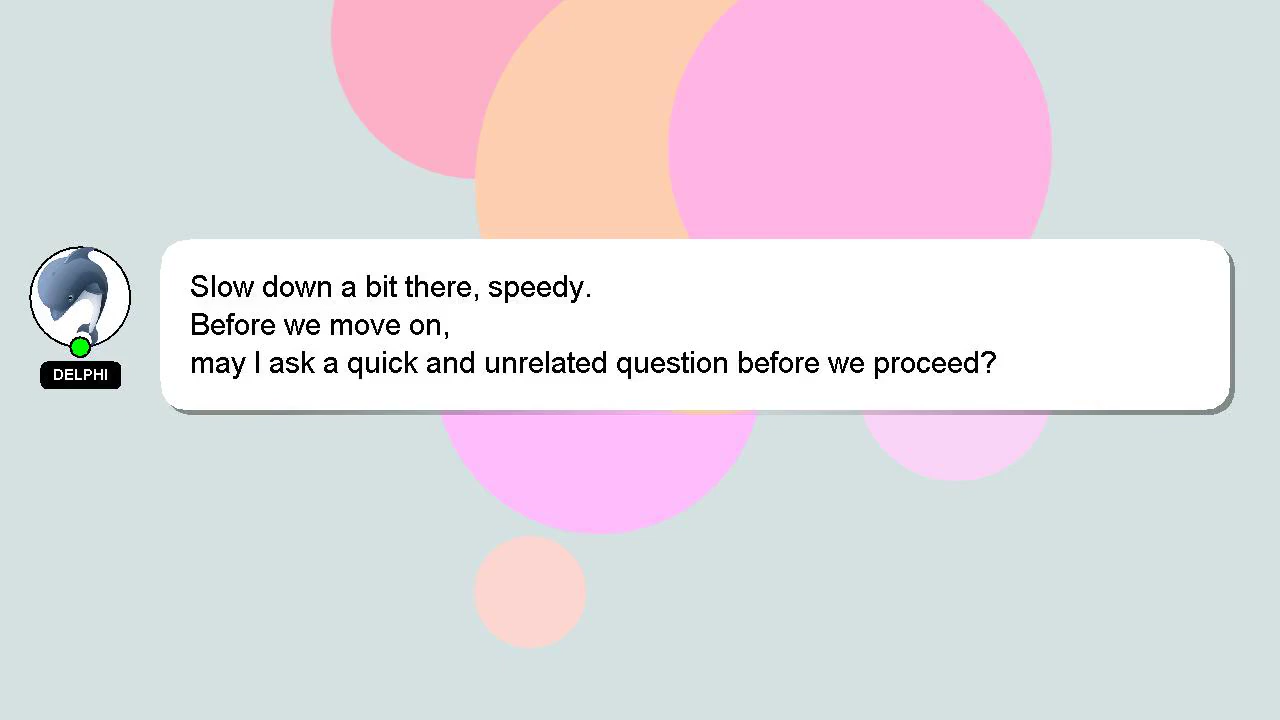 Slow down a bit there, speedy.
Before we move on,
may I ask a quick and unrelated question before we proceed?
DELPHI